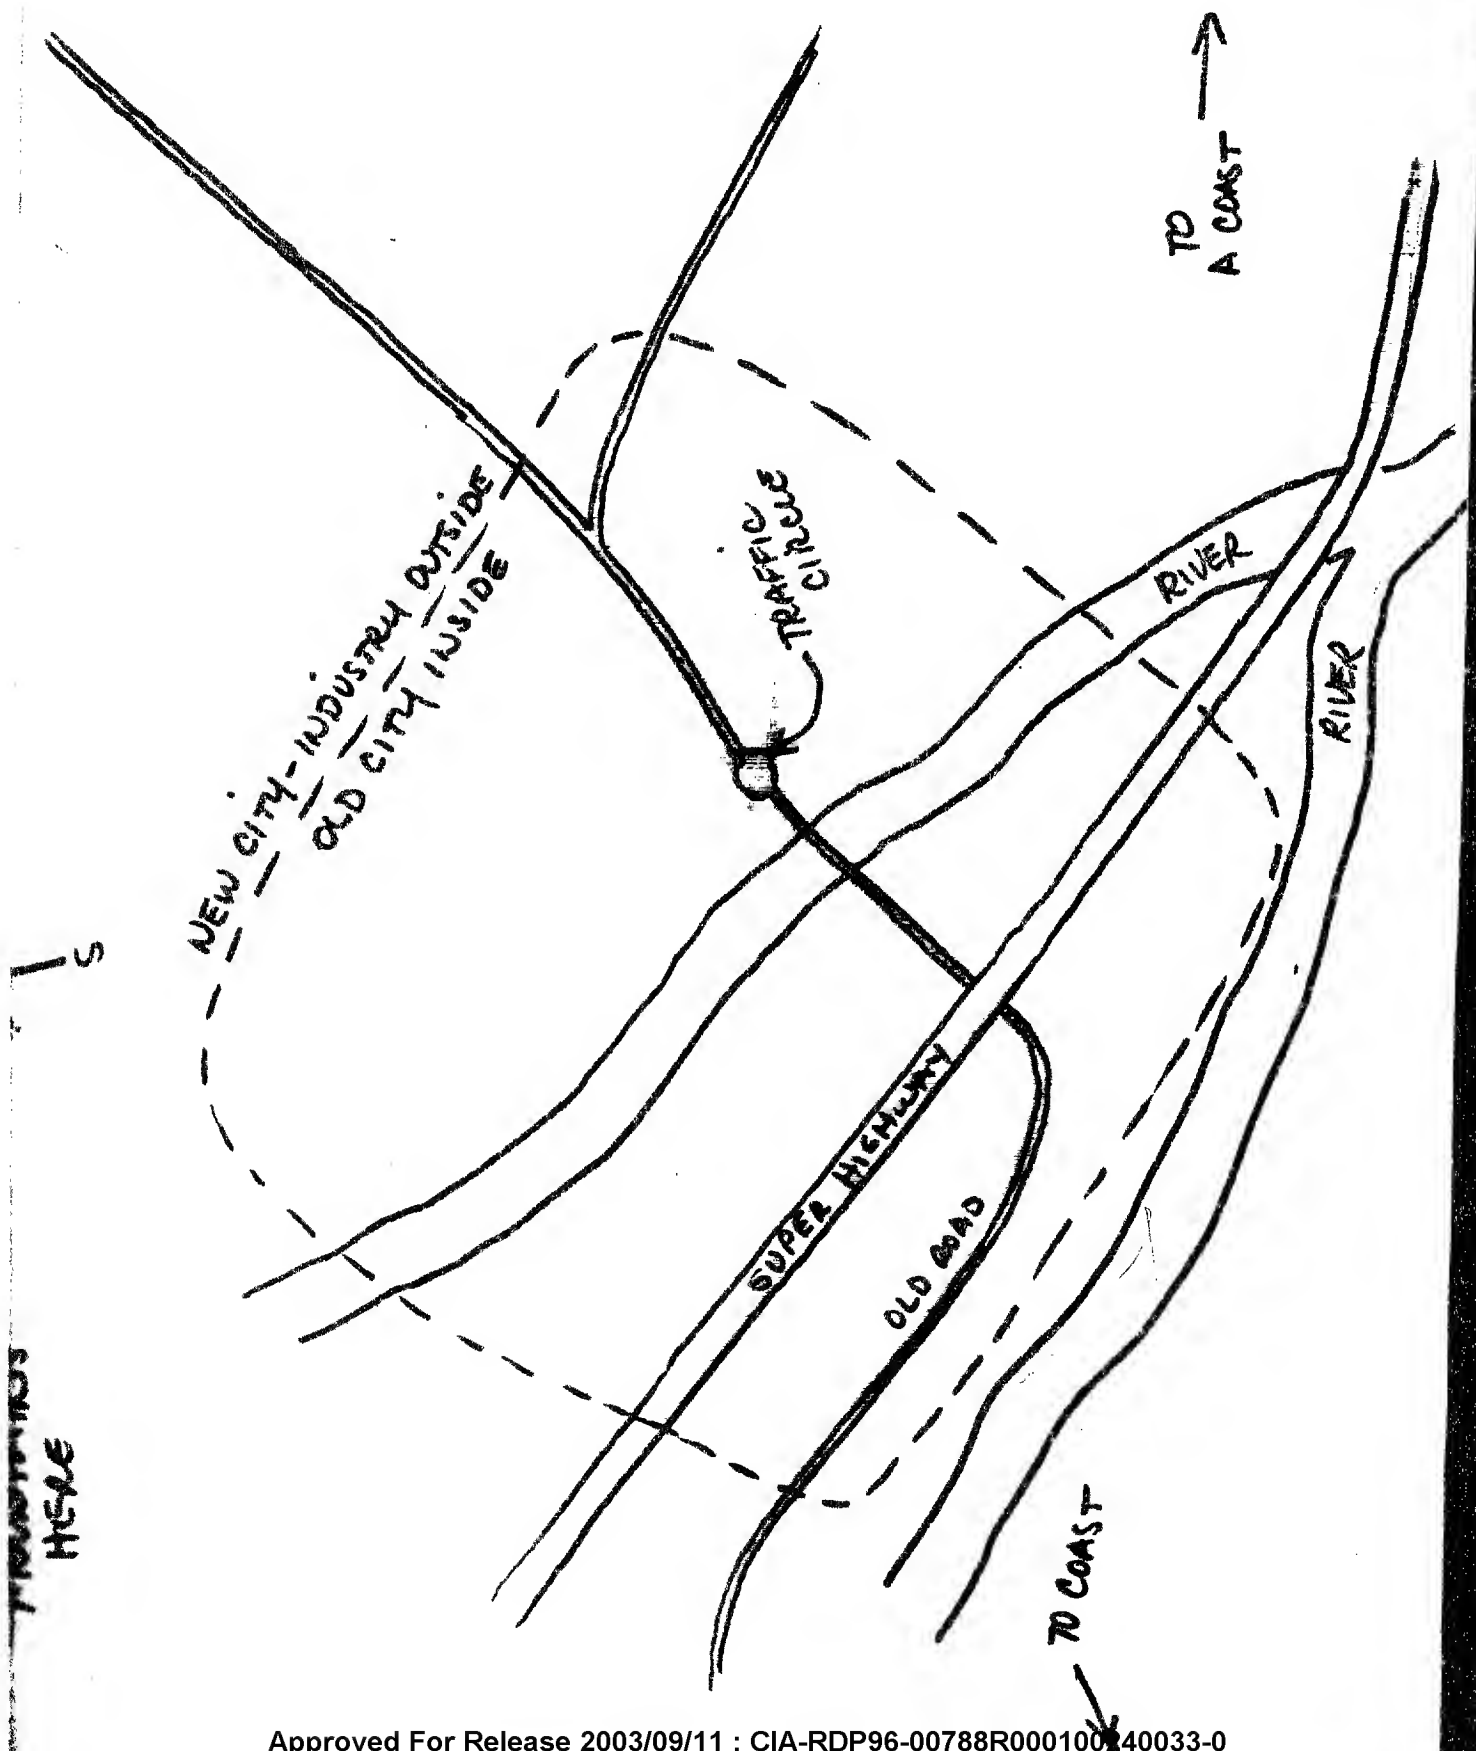 TO
A COAST
NEW CITY-INDUSTRY OUTSIDE
OLD CITY INSIDE
TRAFFIC
CIRCLE
RIVER
RIVER
S
SUPER HIGHWAY
OLD ROAD
HERE
TO COAST
Approved For Release 2003/09/11 : CIA-RDP96-00788R000100240033-0